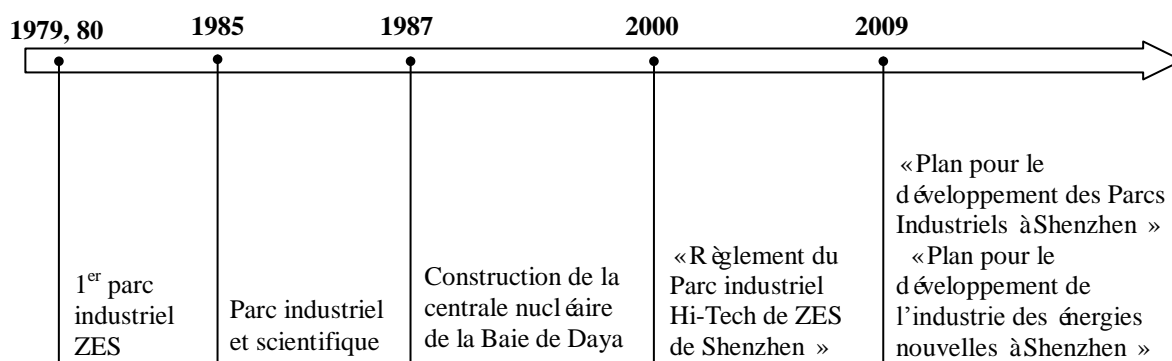 1979, 80
1985
1987
2000
2009
1er parc
industriel
ZES
Parc industriel
et scientifique
Construction de la
centrale nucléaire
de la Baie de Daya
«Règlement du
Parc industriel
Hi-Tech de ZES
de Shenzhen »
«Plan pour le
développement des Parcs
Industriels àShenzhen »
«Plan pour le
développement de
l’industrie des énergies
nouvelles àShenzhen »